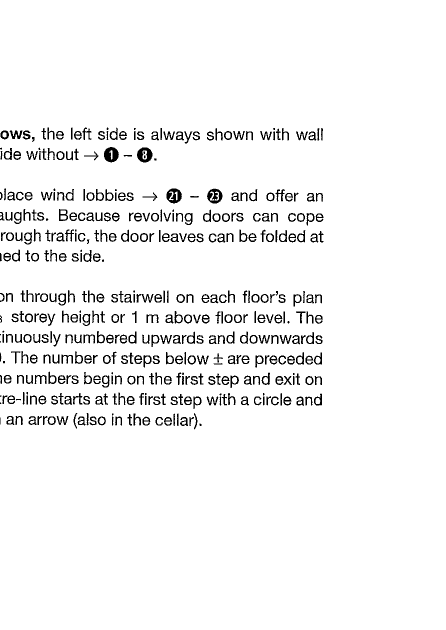 ows, the left side is always shown with wall
ide without → ❶ – ❽.
place wind lobbies → ㉑ – ㉓ and offer an
aughts. Because revolving doors can cope
rough traffic, the door leaves can be folded at
ned to the side.
on through the stairwell on each floor's plan
storey height or 1 m above floor level. The
tinuously numbered upwards and downwards
). The number of steps below ± are preceded
ne numbers begin on the first step and exit on
tre-line starts at the first step with a circle and
an arrow (also in the cellar).